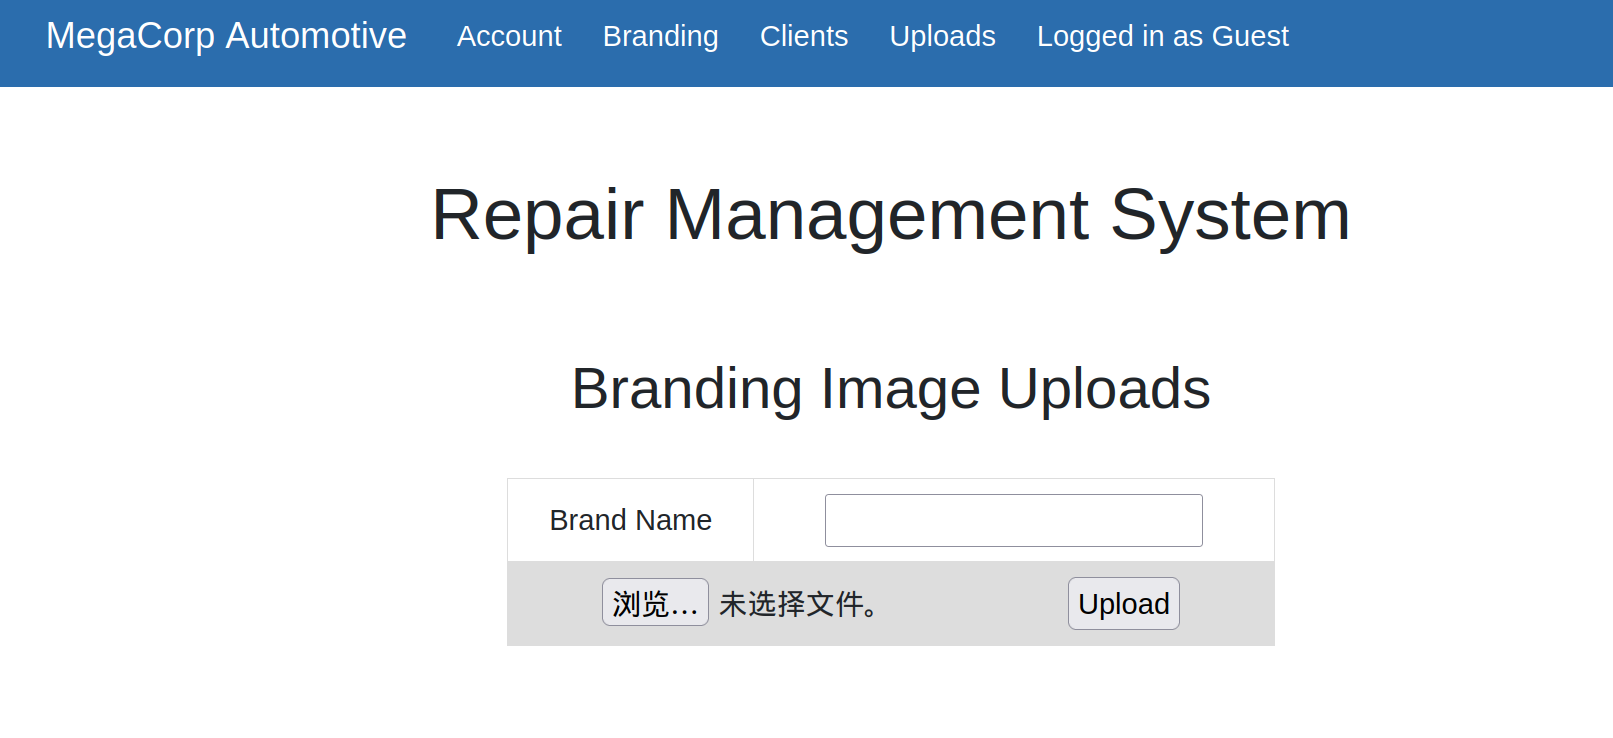 MegaCorp Automotive Account Branding Clients Uploads Logged in as Guest
Repair Management System
Branding Image Uploads
Brand Name
浏览… 未选择文件。 Upload